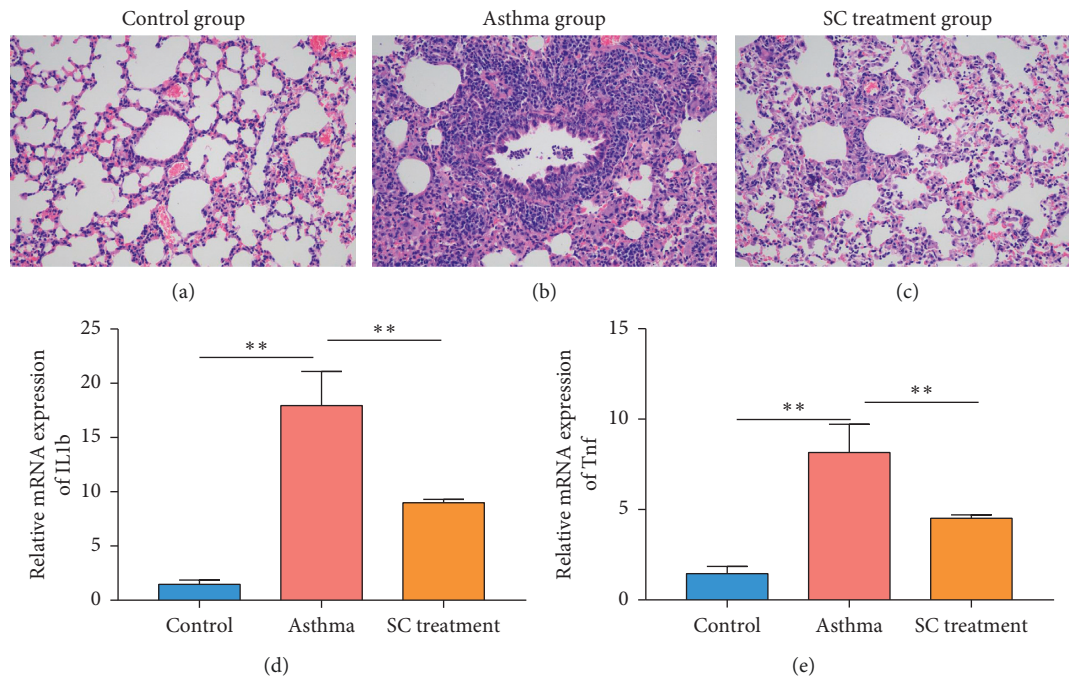 Control group
Asthma group
SC treatment group
(a)
(b)
(c)
Relative mRNA expression
of IL1b
25
20
15
10
5
0
**
**
Control
Asthma
SC treatment
(d)
Relative mRNA expression
of Tnf
15
10
5
0
**
**
Control
Asthma
SC treatment
(e)